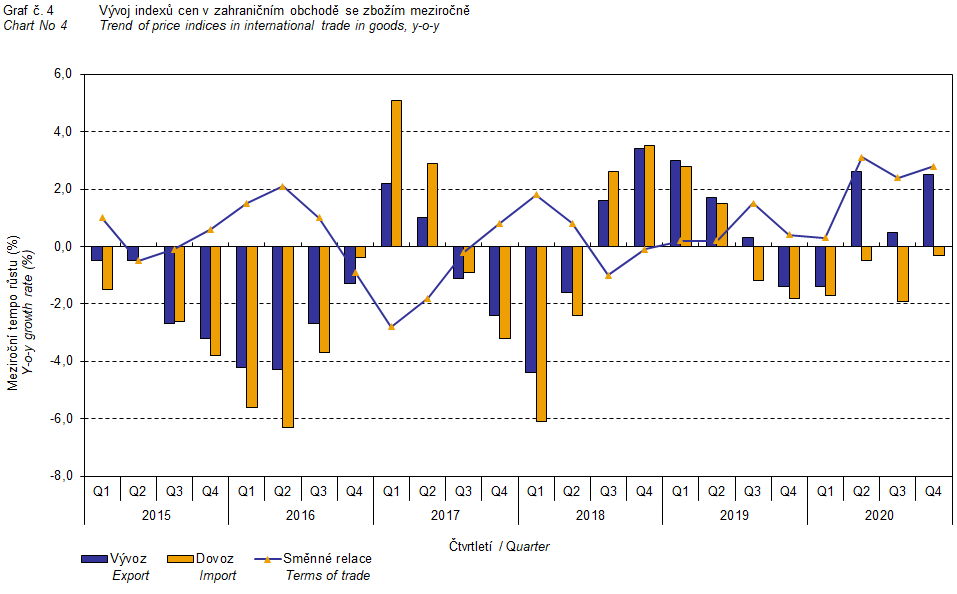 Graf č. 4 Vývoj indexů cen v zahraničním obchodě se zbožím meziročně
Chart No 4 Trend of price indices in international trade in goods, y-o-y
Meziroční tempo růstu (%)
Y-o-y growth rate (%)
6,0
4,0
2,0
0,0
-2,0
-4,0
-6,0
-8,0
Q1 Q2 Q3 Q4 Q1 Q2 Q3 Q4 Q1 Q2 Q3 Q4 Q1 Q2 Q3 Q4 Q1 Q2 Q3 Q4 Q1 Q2 Q3 Q4
2015 2016 2017 2018 2019 2020
Čtvrtletí / Quarter
Vývoz Dovoz Směnné relace
Export Import Terms of trade